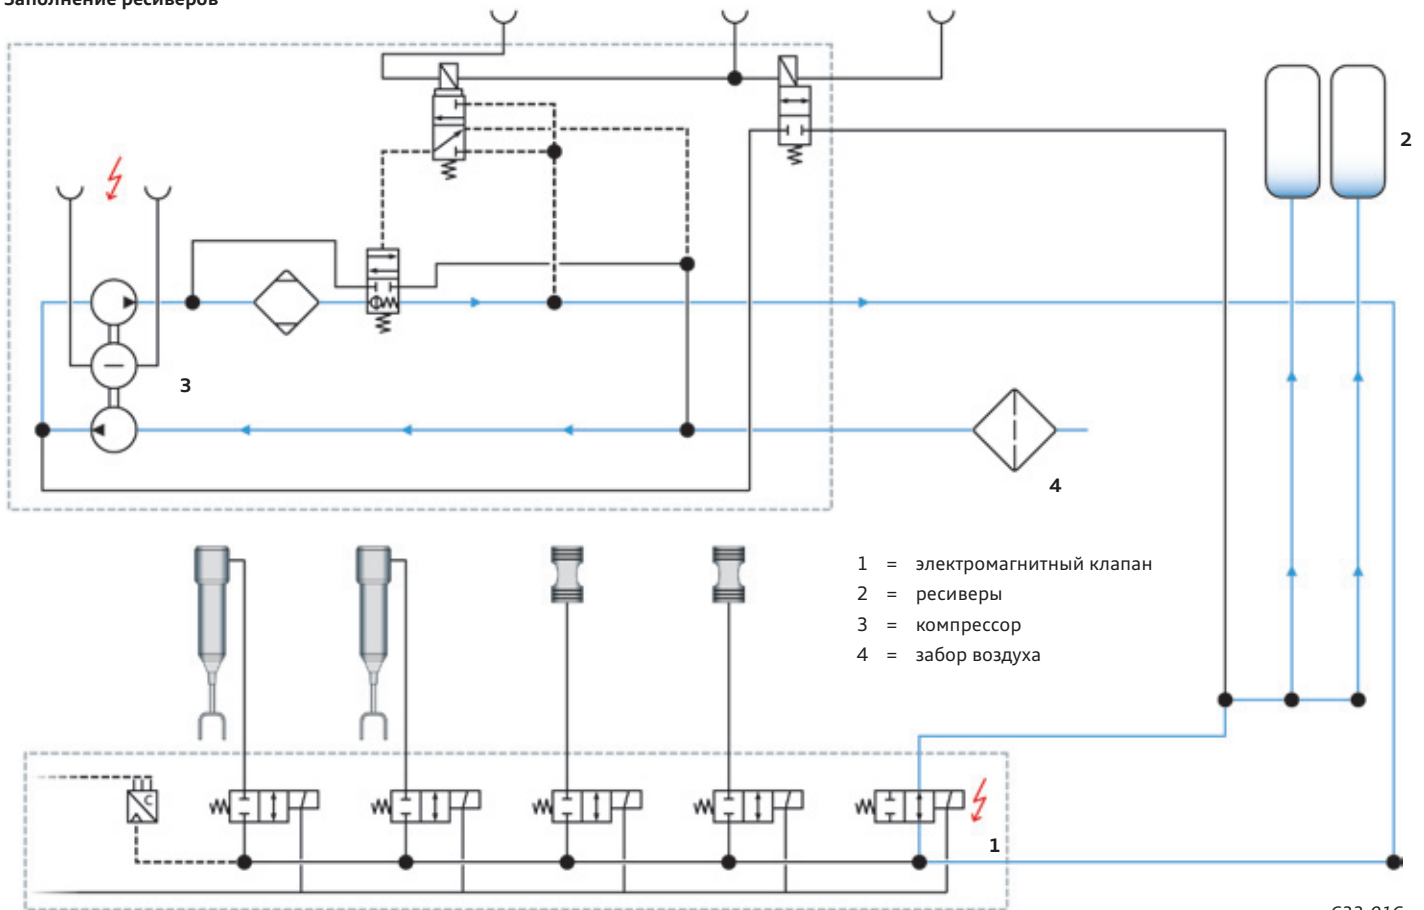 Заполнение ресиверов
2
3
4
1 = электромагнитный клапан
2 = ресиверы
3 = компрессор
4 = забор воздуха
C
1